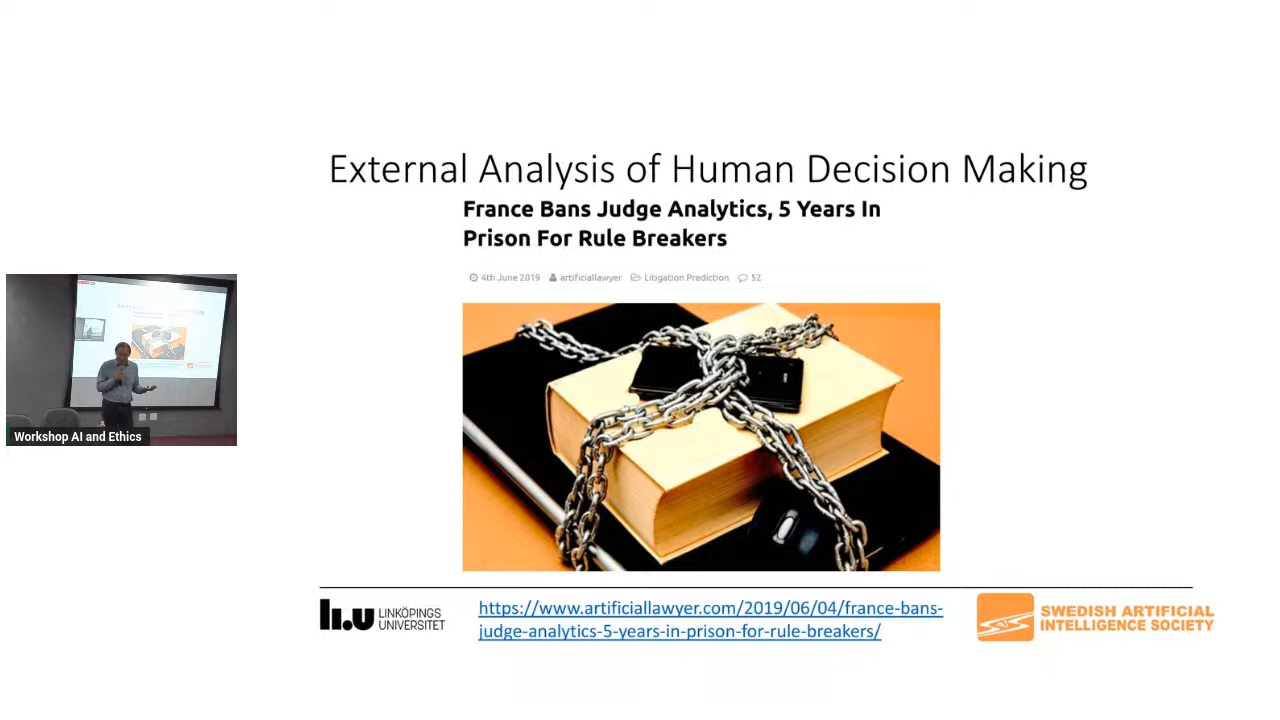 External Analysis of Human Decision Making
France Bans Judge Analytics, 5 Years In
Prison For Rule Breakers
4th June 2019 artificiallawyer Litigation Prediction 52
Workshop AI and Ethics
li.u LINKÖPINGS
UNIVERSITET
https://www.artificiallawyer.com/2019/06/04/france-bans-
judge-analytics-5-years-in-prison-for-rule-breakers/
SWEDISH ARTIFICIAL
INTELLIGENCE SOCIETY